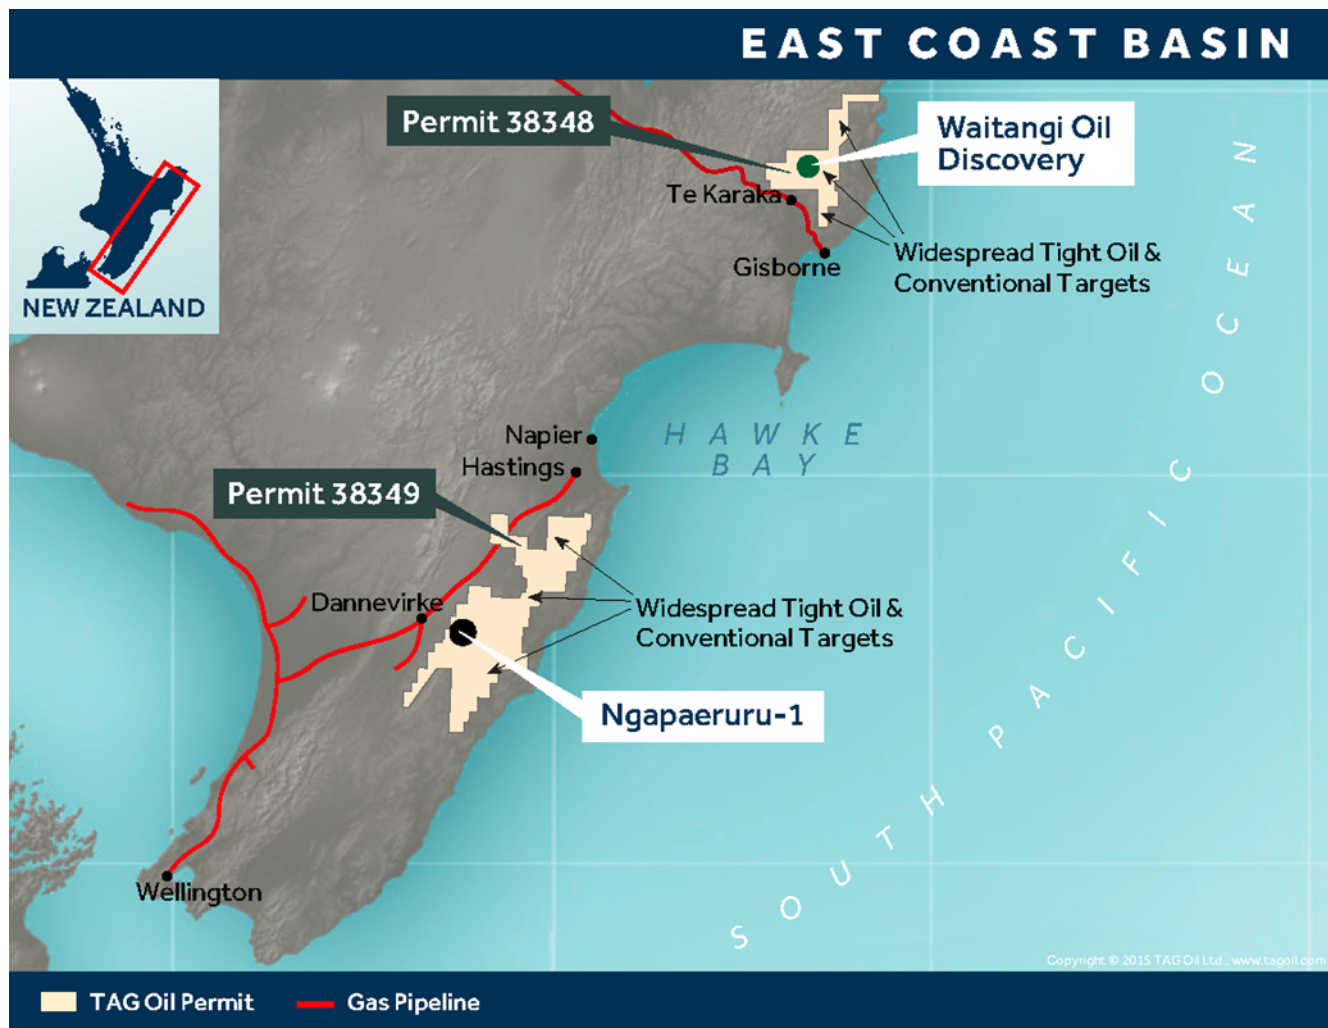 EAST COAST BASIN
NEW ZEALAND
Permit 38348
Waitangi Oil
Discovery
Te Karaka
Gisborne
Widespread Tight Oil &
Conventional Targets
Napier
Hastings
HAWKE
BAY
Permit 38349
Dannevirke
Widespread Tight Oil &
Conventional Targets
Ngapaeruru-1
Wellington
SOUTH PACIFIC OCEAN
Copyright © 2015 TAG Oil Ltd., www.tagoil.com
TAG Oil Permit
Gas Pipeline